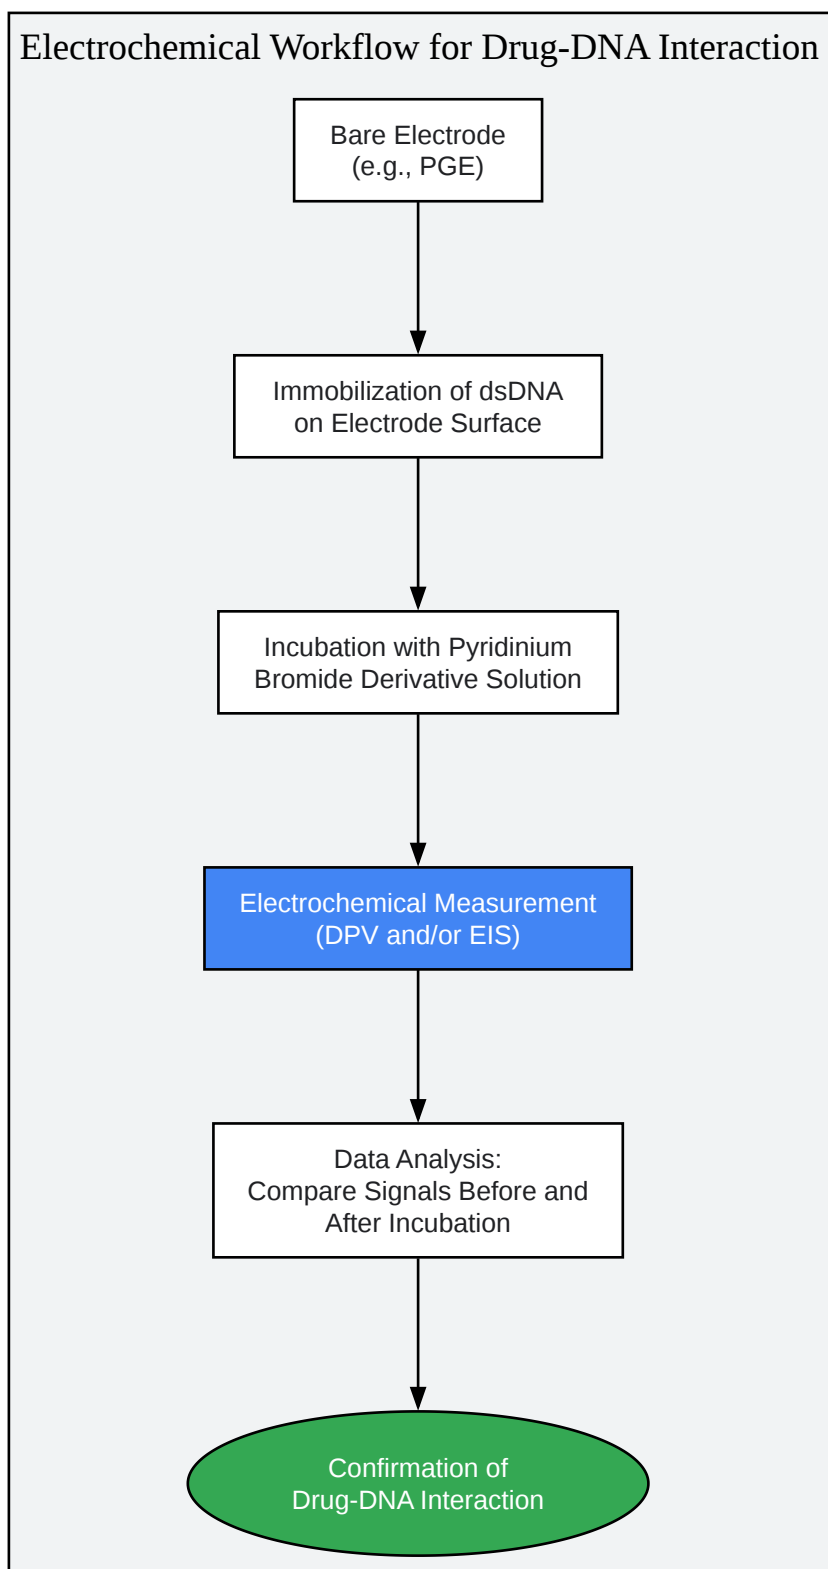 Electrochemical Workflow for Drug-DNA Interaction
Bare Electrode
(e.g., PGE)
Immobilization of dsDNA
on Electrode Surface
Incubation with Pyridinium
Bromide Derivative Solution
Electrochemical Measurement
(DPV and/or EIS)
Data Analysis:
Compare Signals Before and
After Incubation
Confirmation of
Drug-DNA Interaction